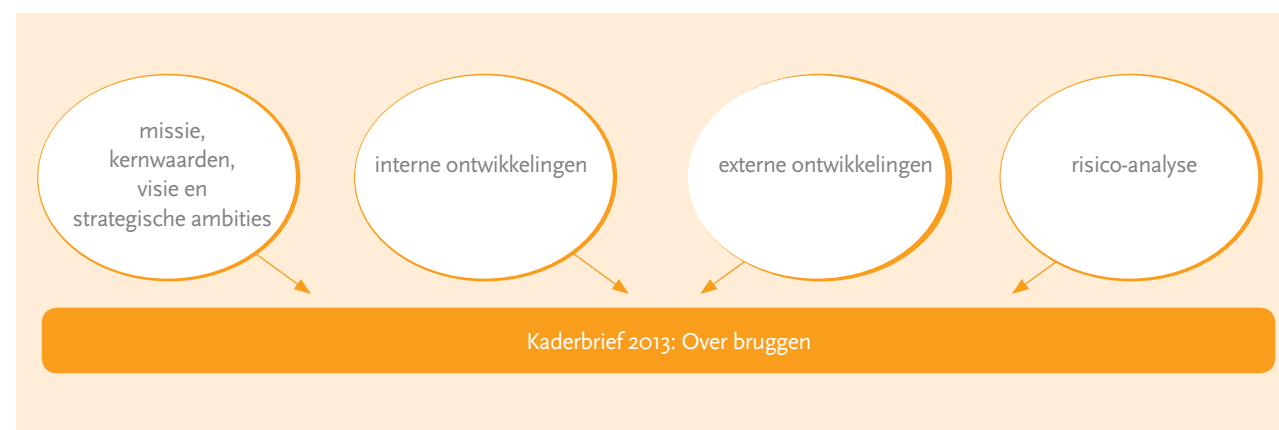 missie,
kernwaarden,
visie en
strategische ambities
interne ontwikkelingen
externe ontwikkelingen
risico-analyse
Kaderbrief 2013: Over bruggen